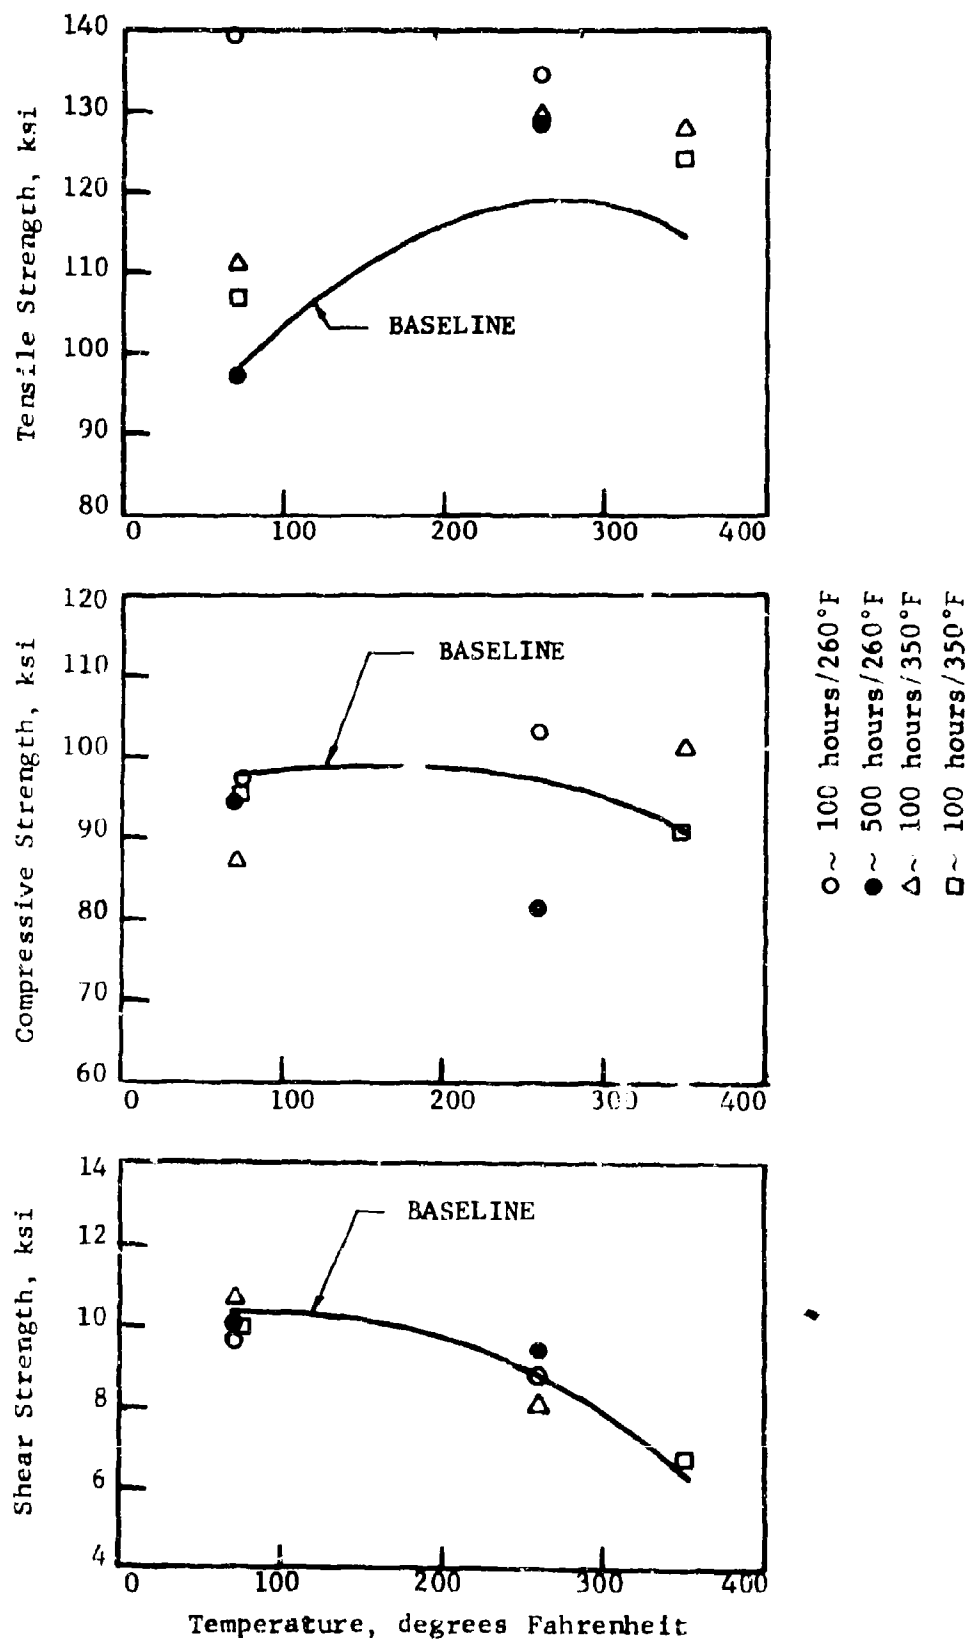 140
130
120
110
100
90
80
Tensile Strength, ksi
BASELINE
0 100 200 300 400
120
110
100
90
80
70
60
Compressive Strength, ksi
BASELINE
0 100 200 300 400
14
12
10
8
6
4
Shear Strength, ksi
BASELINE
0 100 200 300 400
Temperature, degrees Fahrenheit
○~ 100 hours/260°F
●~ 500 hours/260°F
△~ 100 hours/350°F
□~ 100 hours/350°F